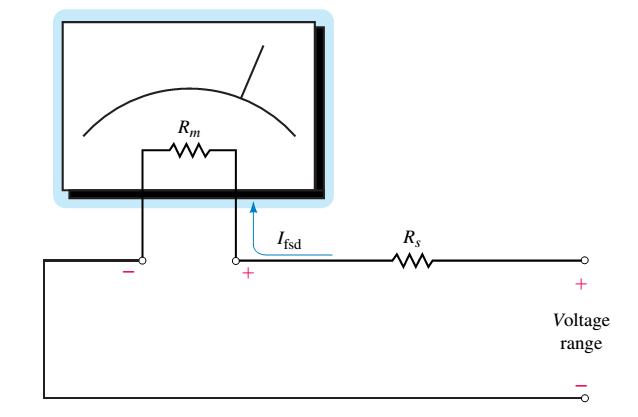 Rm
Ifsd
Rs
− +
+
Voltage
range
−